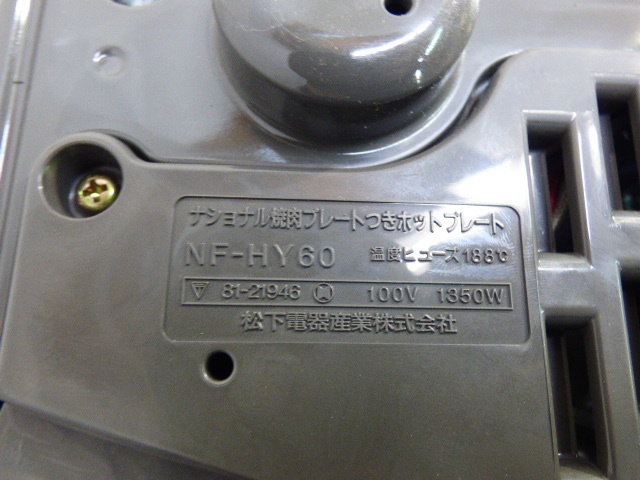 ナショナル焼肉プレートつきホットプレート
NF-HY60 温度ヒューズ188℃
▽ 81-21946 100V 1350W
松下電器産業株式会社